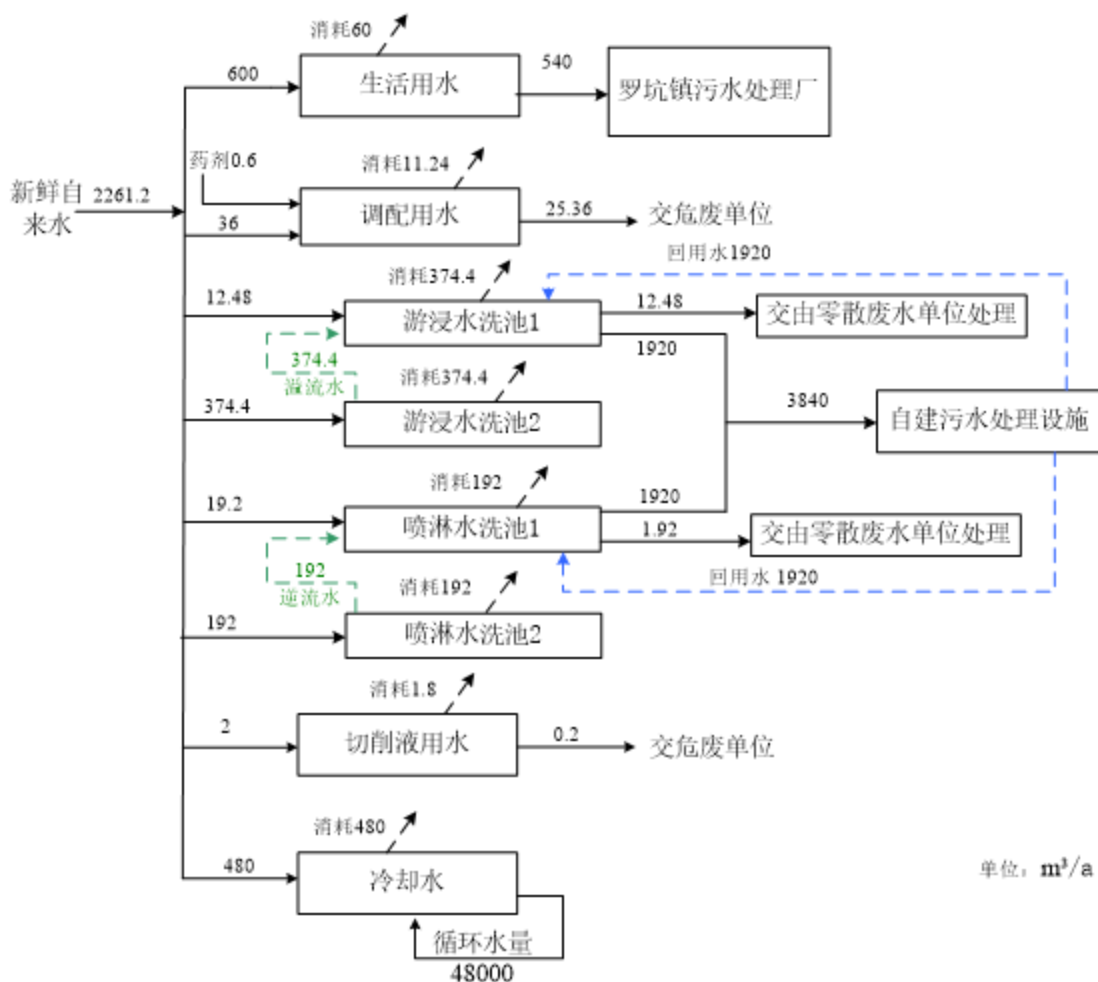 消耗60
600
生活用水
540
罗坑镇污水处理厂
药剂0.6
消耗11.24
新鲜自
来水
2261.2
36
调配用水
25.36
交危废单位
回用水1920
消耗374.4
12.48
游浸水洗池1
12.48
交由零散废水单位处理
1920
374.4
溢流水
消耗374.4
374.4
游浸水洗池2
3840
自建污水处理设施
消耗192
19.2
喷淋水洗池1
1920
1.92
交由零散废水单位处理
192
逆流水
消耗192
回用水 1920
192
喷淋水洗池2
消耗1.8
2
切削液用水
0.2
交危废单位
消耗480
480
冷却水
单位：m³/a
循环水量
48000